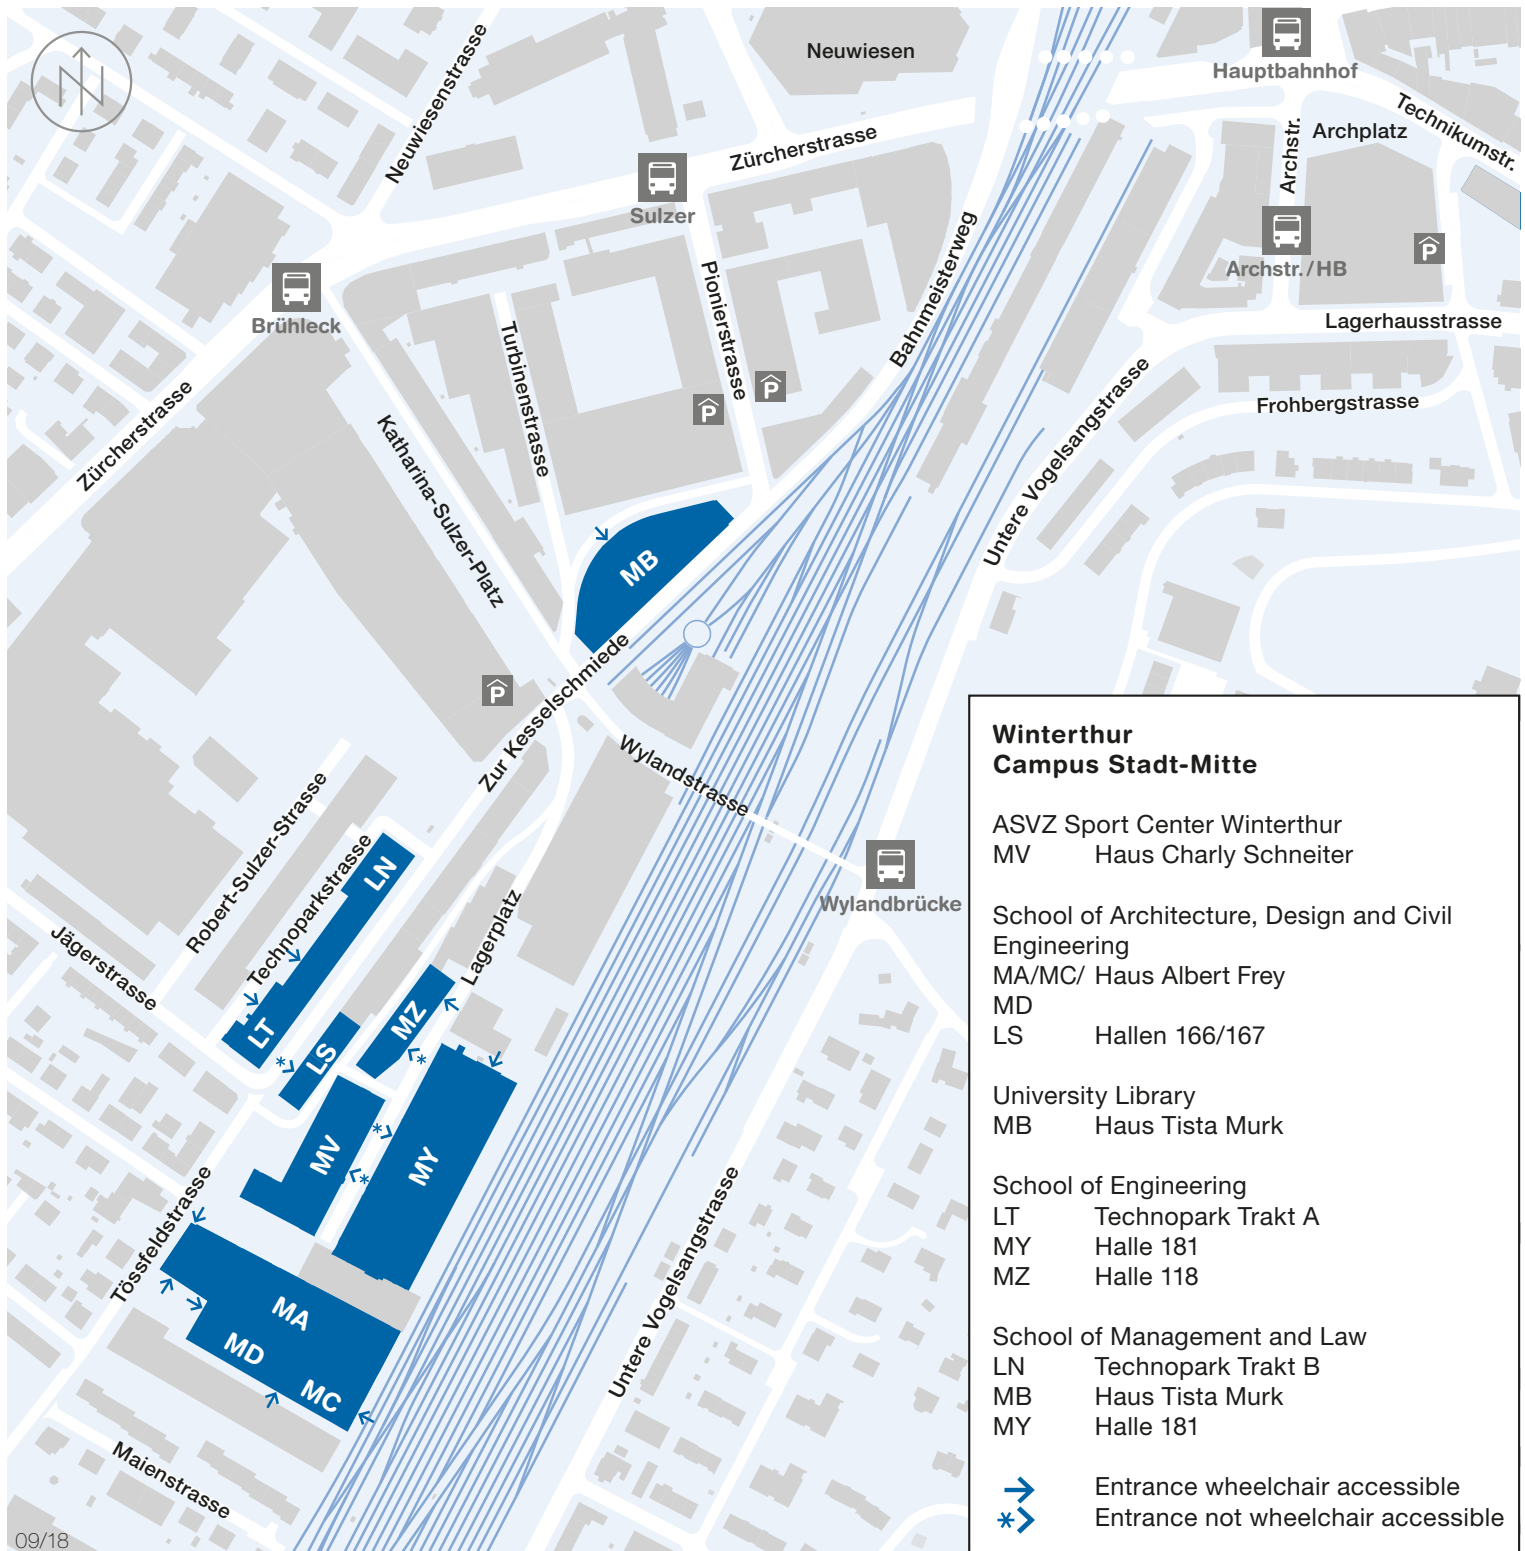 N
Neuwiesen
Hauptbahnhof
Neuwiesenstrasse
Technikumstr.
Archplatz
Archstr.
Zürcherstrasse
Sulzer
Archstr./HB
P
Bahnmeisterweg
Pionierstrasse
Brühleck
Lagerhausstrasse
Turbinenstrasse
P
P
Frohbergstrasse
Zürcherstrasse
Katharina-Sulzer-Platz
Untere Vogelsangstrasse
MB
P
Zur Kesselschmiede
Wylandstrasse
Wylandbrücke
Robert-Sulzer-Strasse
Technoparkstrasse
LN
Lagerplatz
Jägerstrasse
LT
LS
*
MZ
*
MV
*
*
MY
Tössfeldstrasse
MA
MD
MC
Untere Vogelsangstrasse
Maienstrasse
09/18
Winterthur
Campus Stadt-Mitte
ASVZ Sport Center Winterthur
MV Haus Charly Schneiter
School of Architecture, Design and Civil
Engineering
MA/MC/ Haus Albert Frey
MD
LS Hallen 166/167
University Library
MB Haus Tista Murk
School of Engineering
LT Technopark Trakt A
MY Halle 181
MZ Halle 118
School of Management and Law
LN Technopark Trakt B
MB Haus Tista Murk
MY Halle 181
Entrance wheelchair accessible
* Entrance not wheelchair accessible